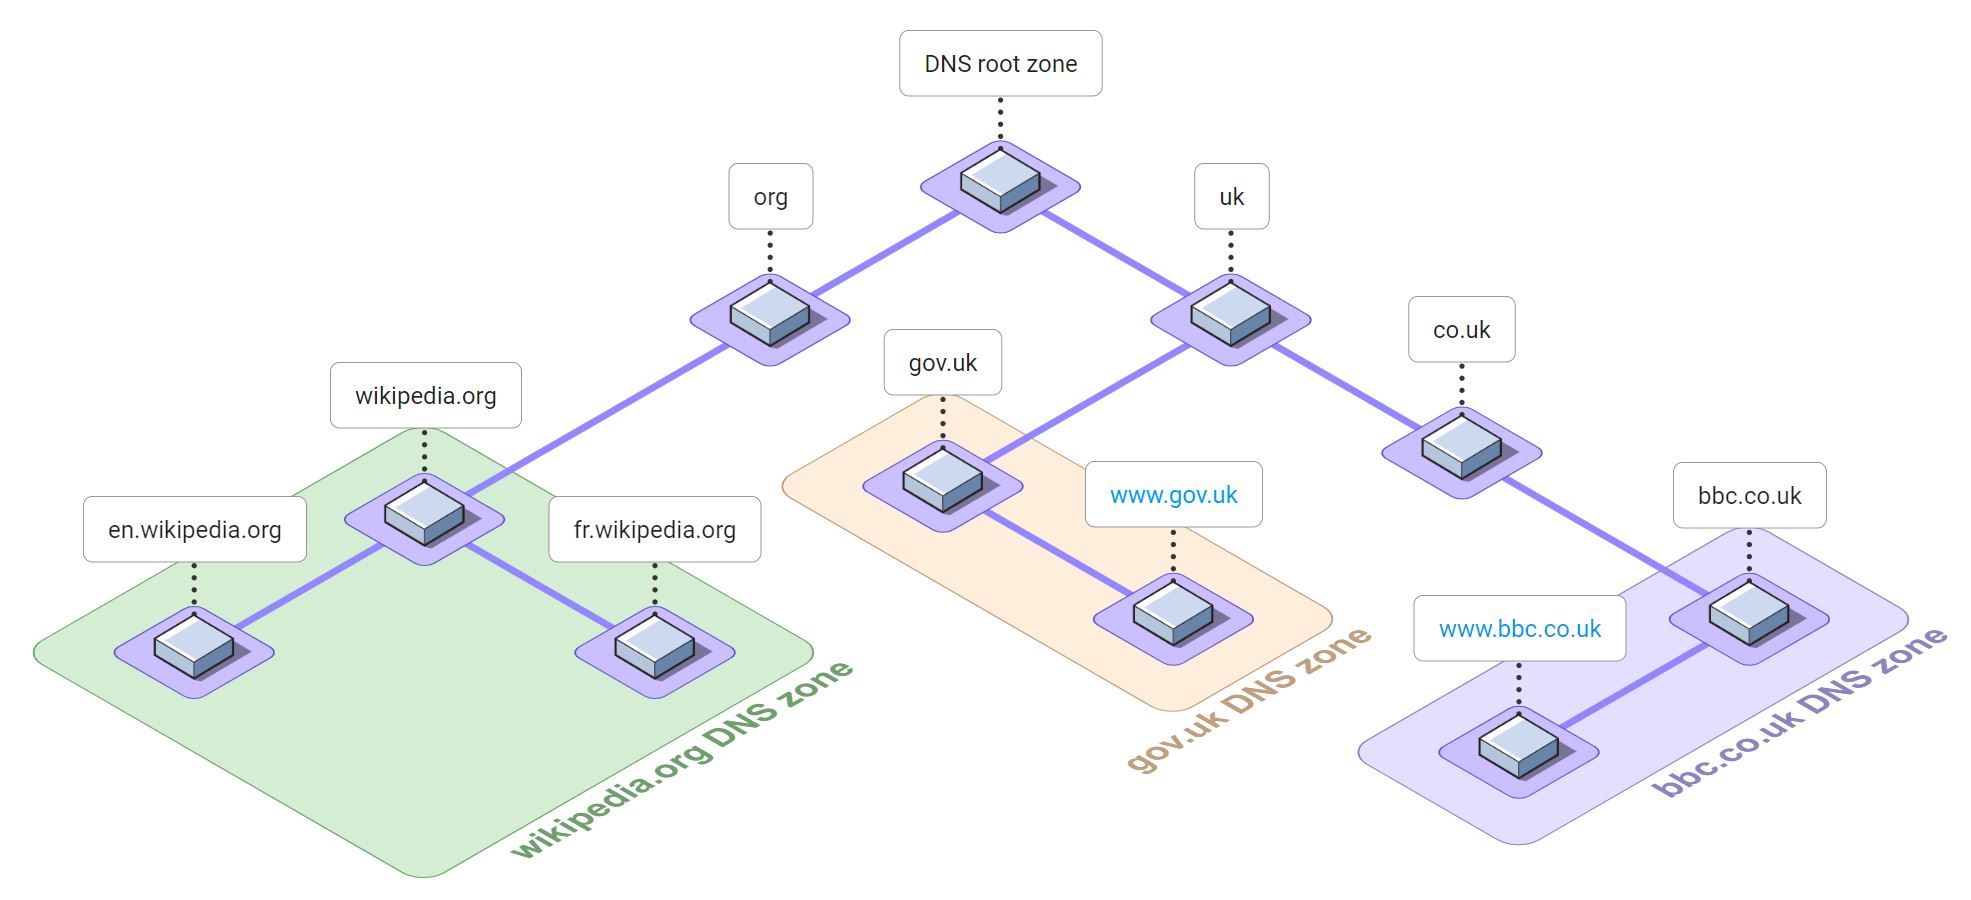 DNS root zone
org
uk
co.uk
gov.uk
wikipedia.org
www.gov.uk
bbc.co.uk
en.wikipedia.org
fr.wikipedia.org
www.bbc.co.uk
wikipedia.org DNS zone
gov.uk DNS zone
bbc.co.uk DNS zone